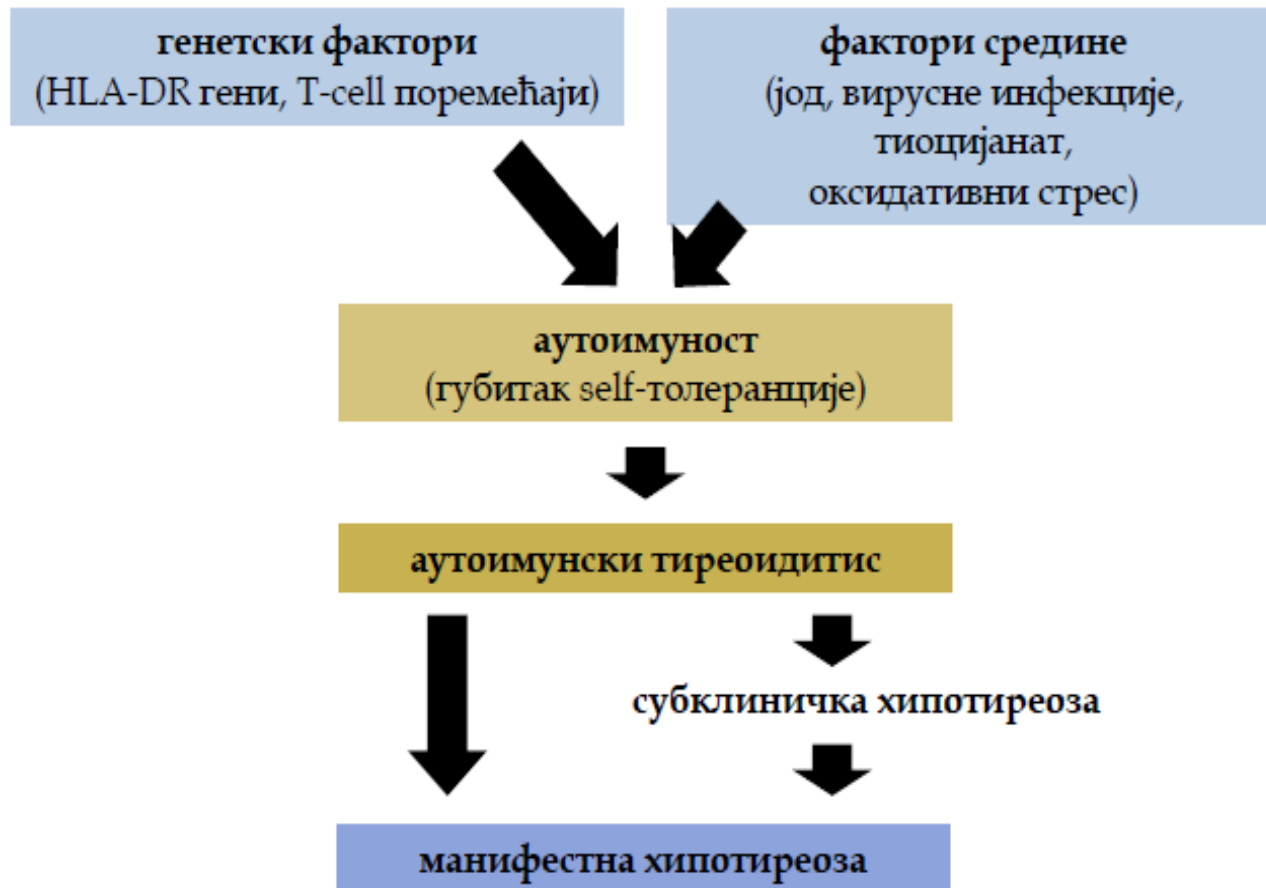 генетски фактори
(HLA-DR гени, T-cell поремећаји)
фактори средине
(јод, вирусне инфекције,
тиоцијанат,
оксидативни стрес)
аутоимуност
(губитак self-толеранције)
аутоимунски тиреоидитис
субклиничка хипотиреоза
манифестна хипотиреоза